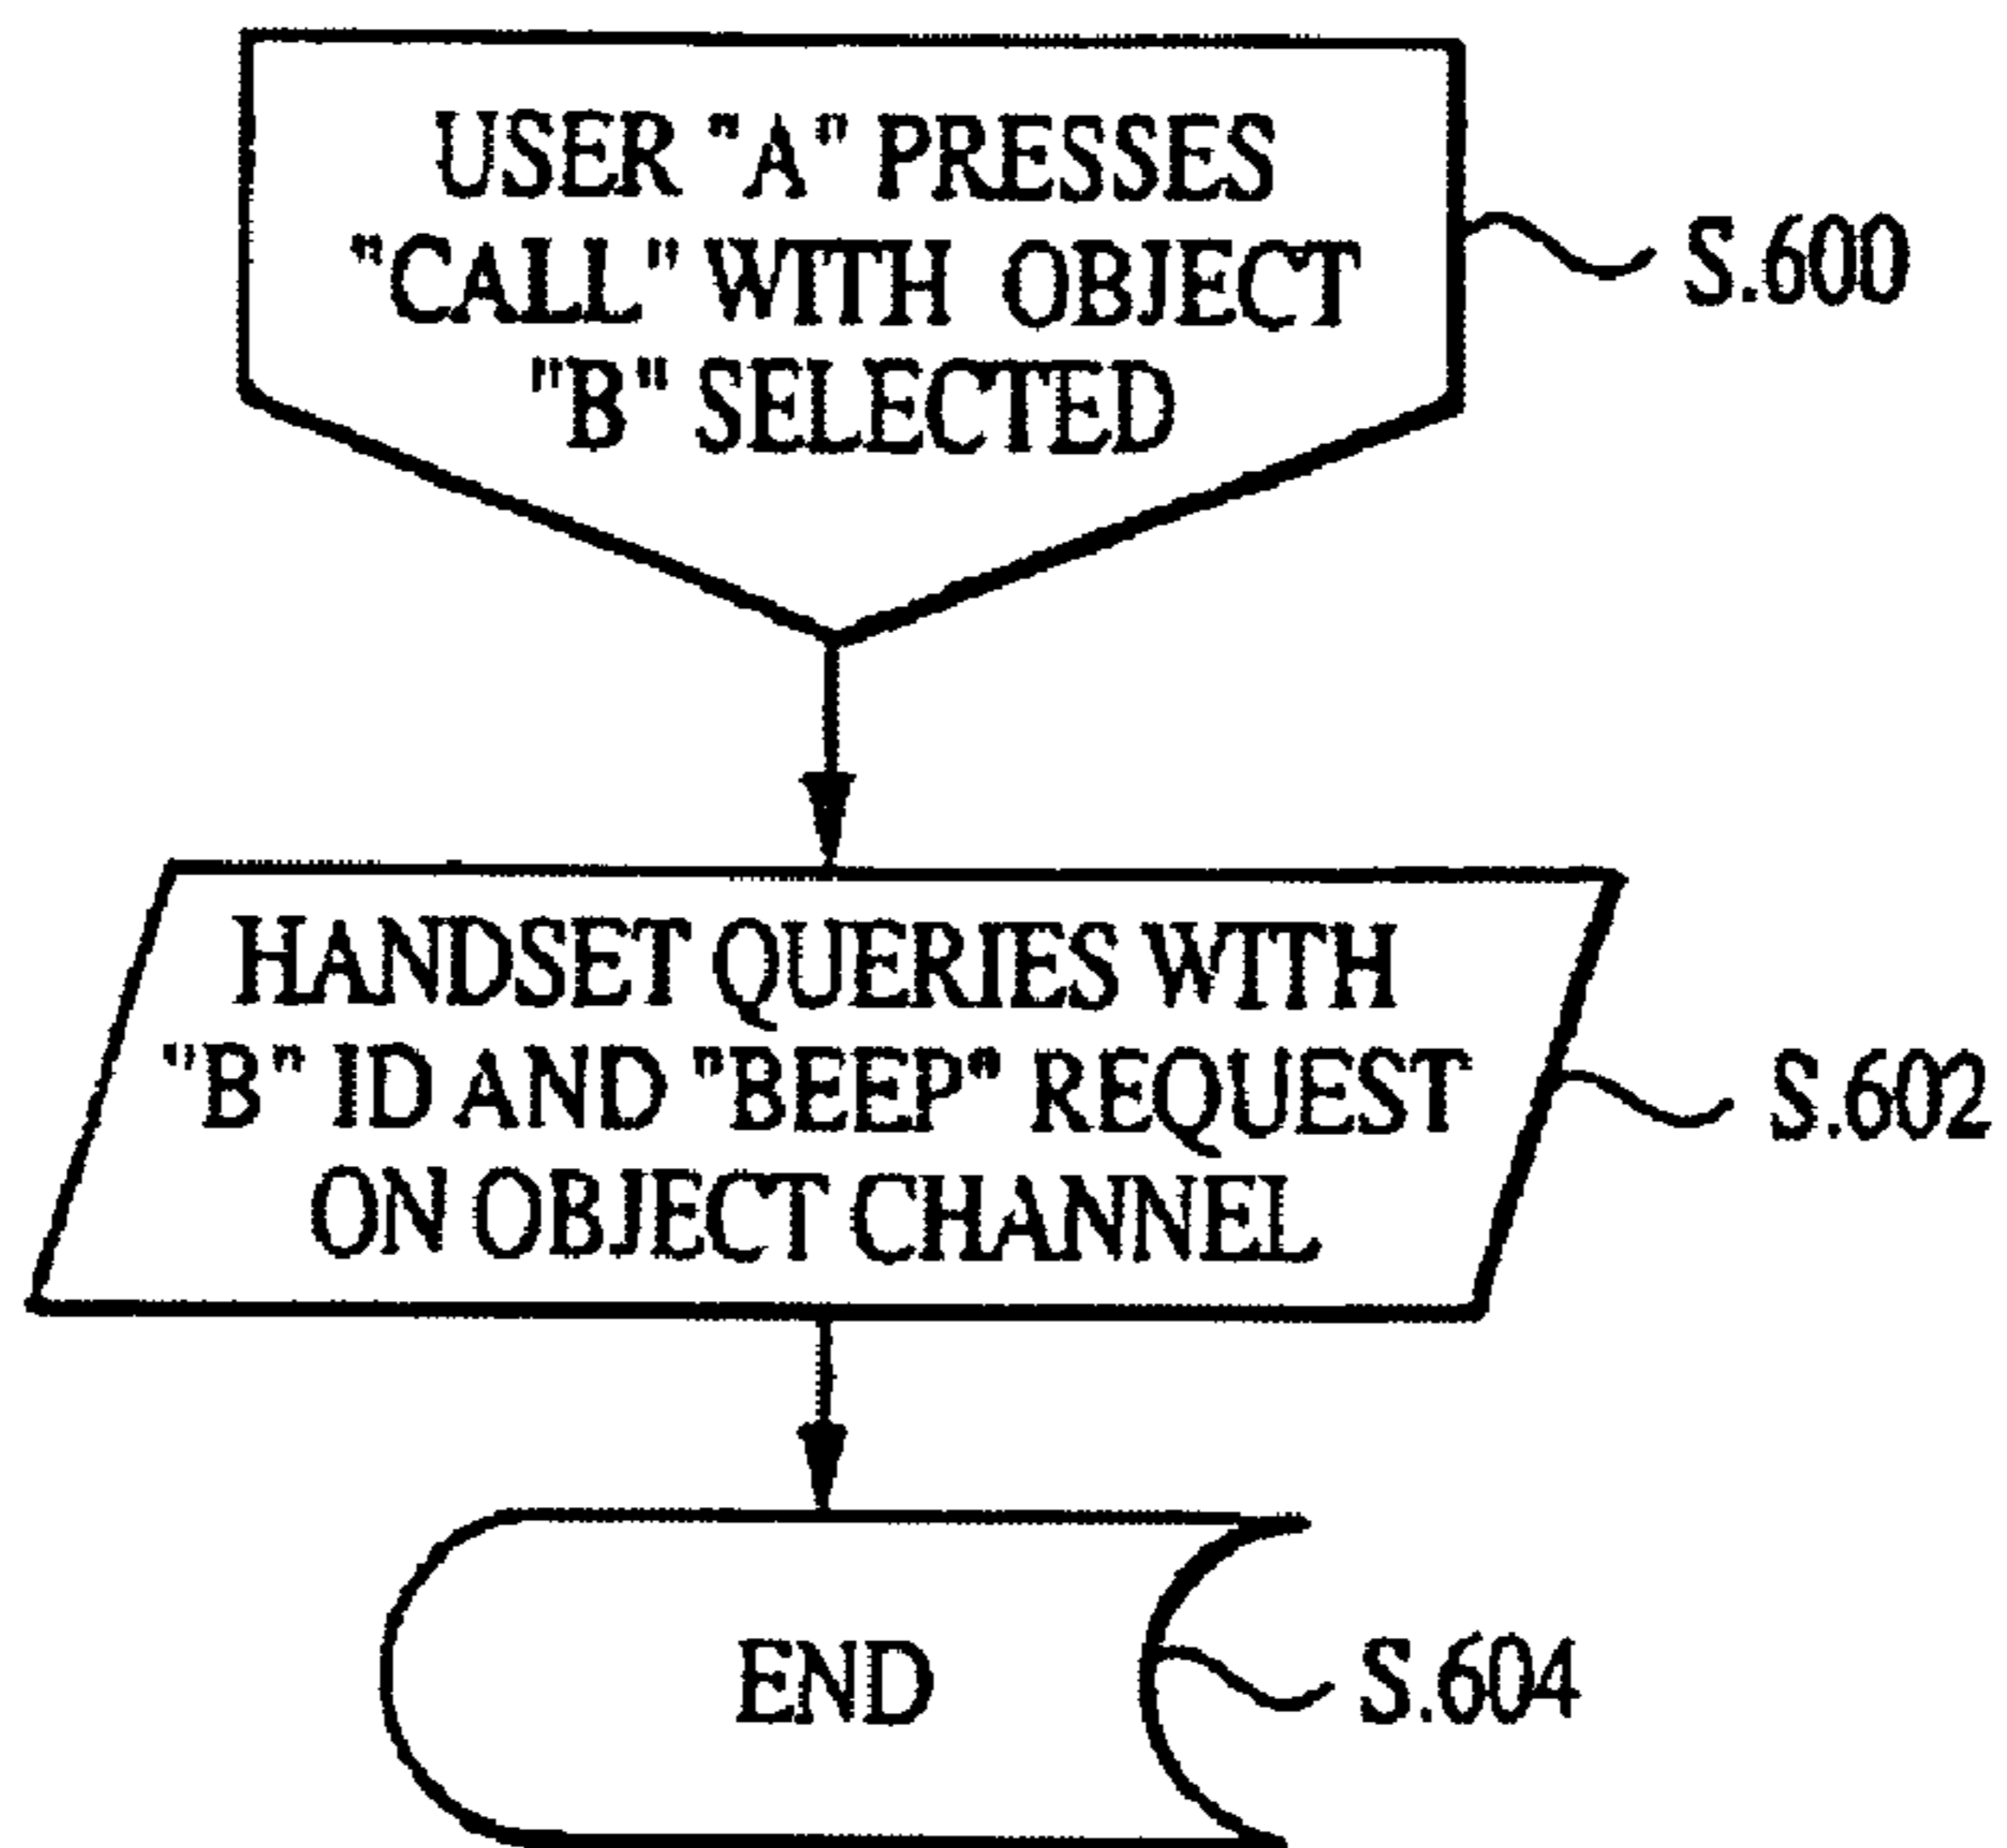 USER "A" PRESSES
"CALL" WITH OBJECT
"B" SELECTED
S.600
HANDSET QUERIES WITH
"B" ID AND "BEEP" REQUEST
ON OBJECT CHANNEL
S.602
END
S.604